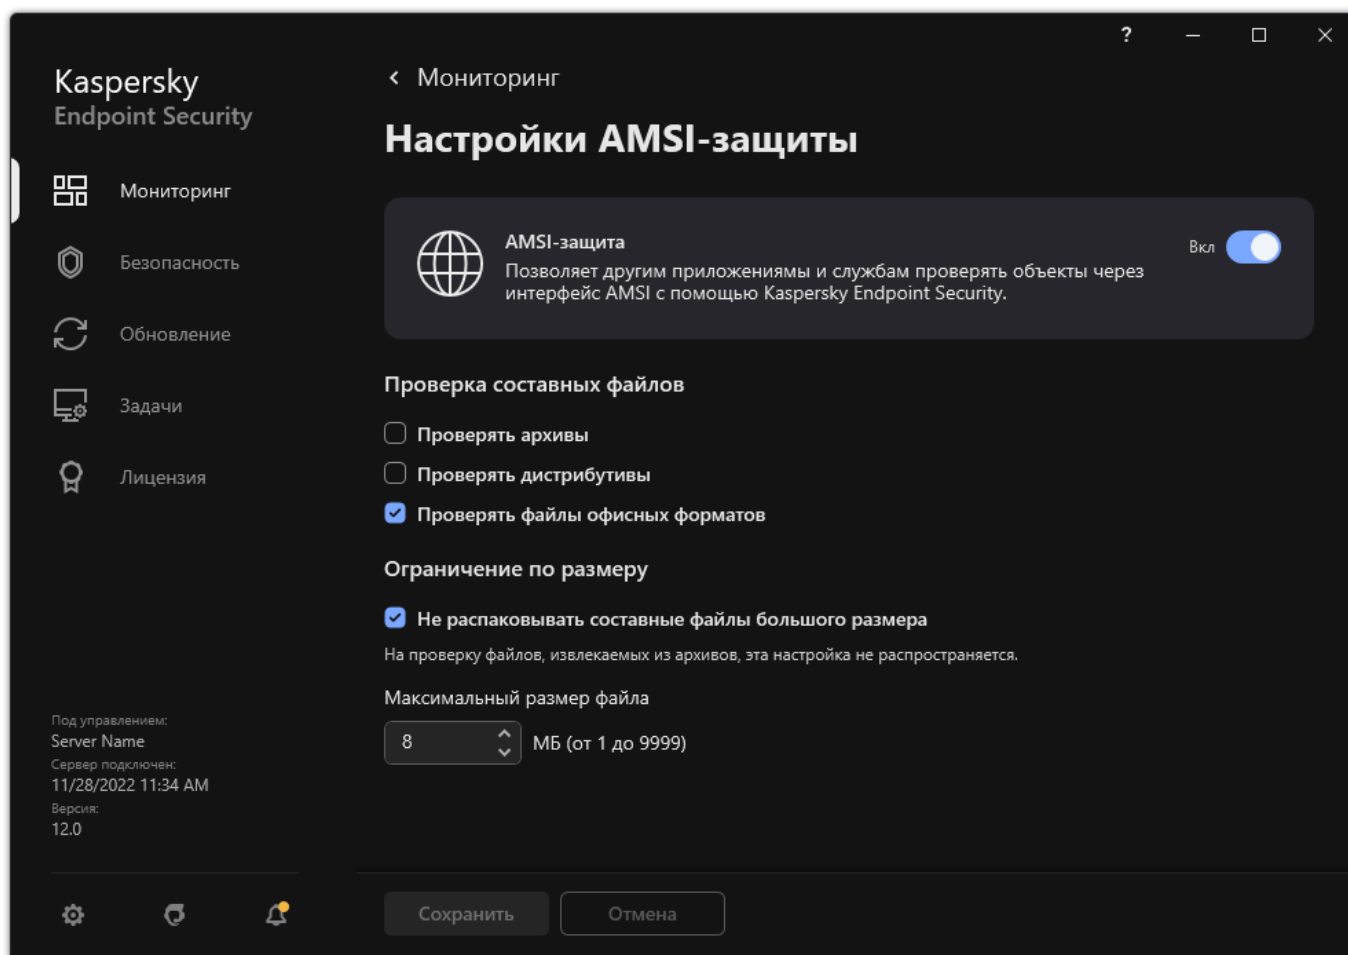 ?
Kaspersky
Endpoint Security
Мониторинг
Безопасность
Обновление
Задачи
Лицензия
Под управлением:
Server Name
Сервер подключен:
11/28/2022 11:34 AM
Версия:
12.0
Мониторинг
Настройки AMSI-защиты
AMSI-защита
Позволяет другим приложениямы и службам проверять объекты через
интерфейс AMSI с помощью Kaspersky Endpoint Security.
Вкл
Проверка составных файлов
Проверять архивы
Проверять дистрибутивы
Проверять файлы офисных форматов
Ограничение по размеру
Не распаковывать составные файлы большого размера
На проверку файлов, извлекаемых из архивов, эта настройка не распространяется.
Максимальный размер файла
8 МБ (от 1 до 9999)
Сохранить Отмена